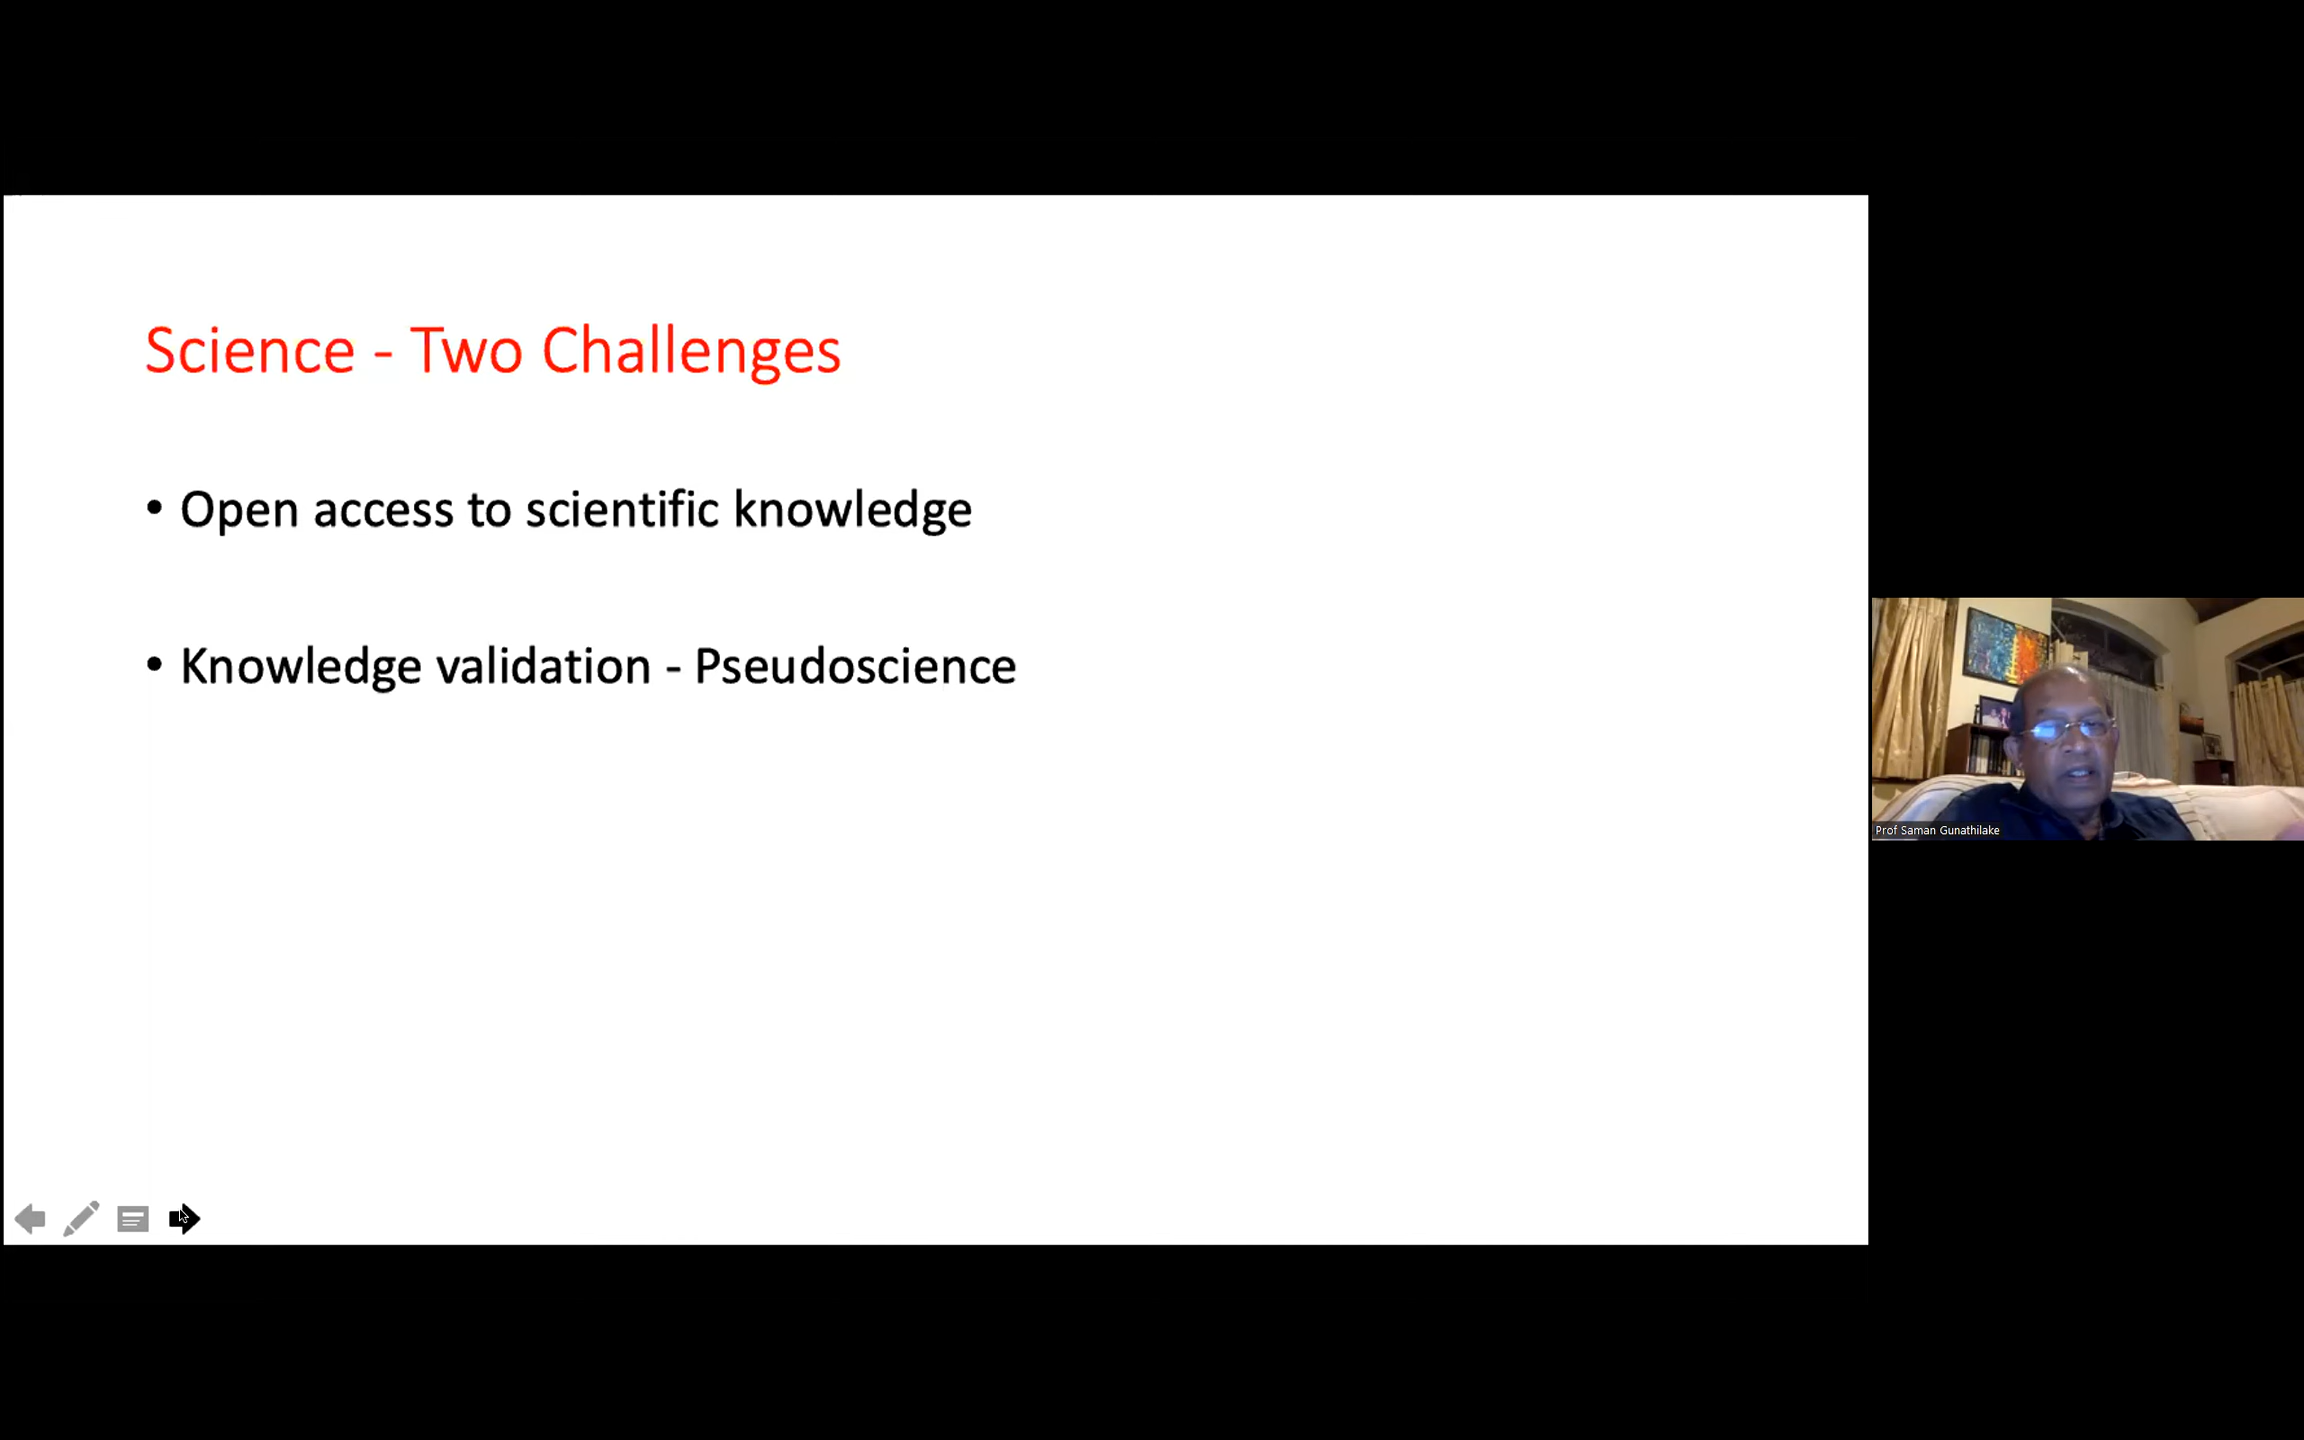 Science - Two Challenges
• Open access to scientific knowledge
• Knowledge validation - Pseudoscience
Prof Saman Gunathilake